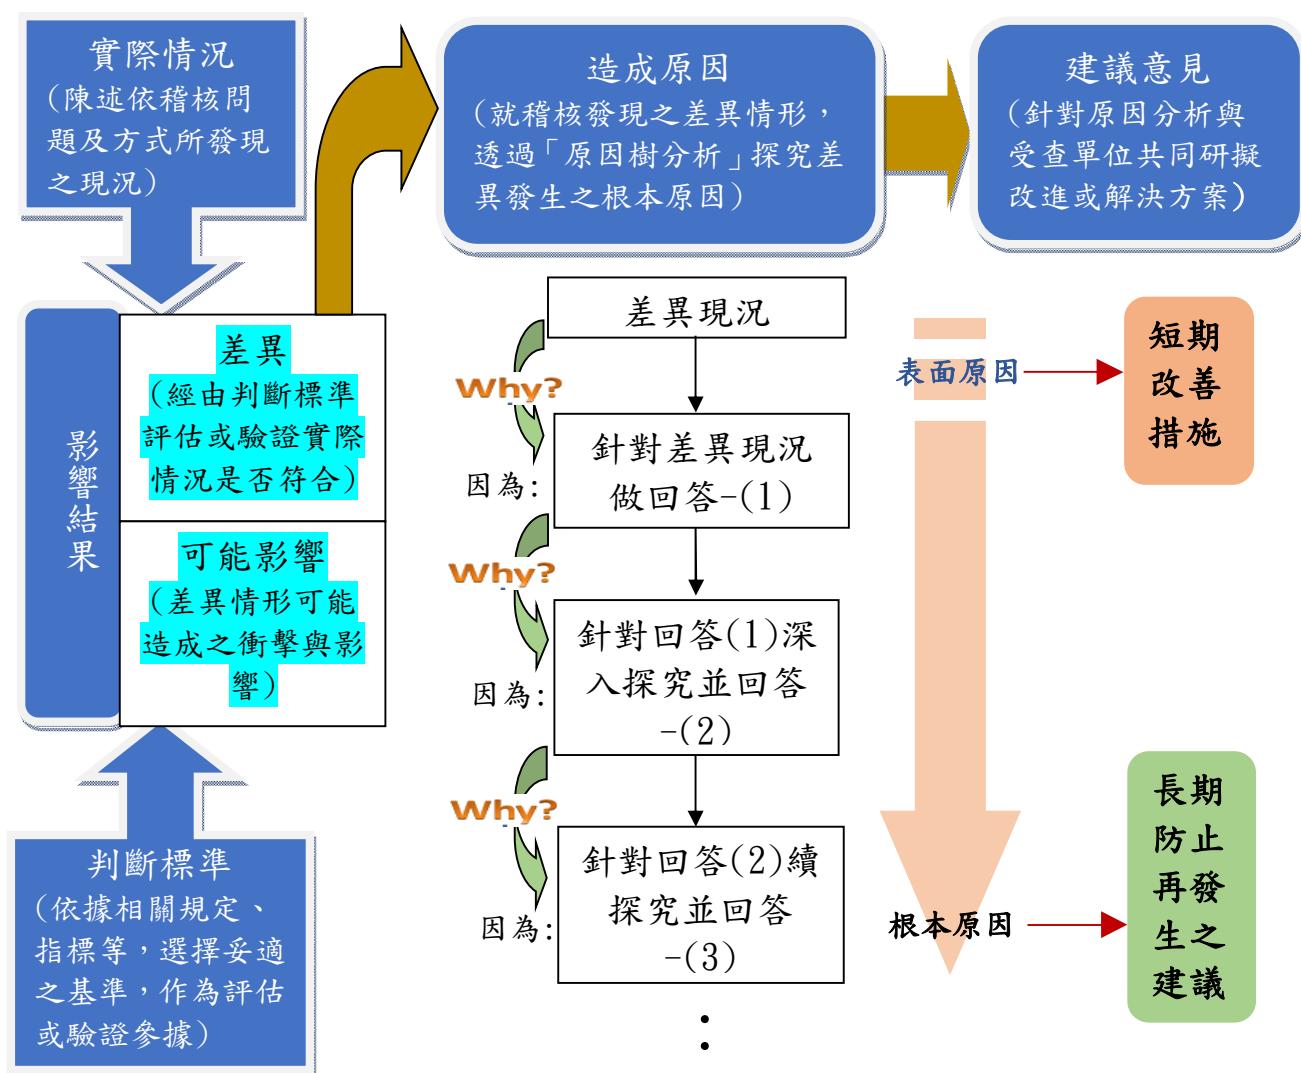 實際情況
(陳述依稽核問
題及方式所發現
之現況)
造成原因
(就稽核發現之差異情形，
透過「原因樹分析」探究差
異發生之根本原因)
建議意見
(針對原因分析與
受查單位共同研擬
改進或解決方案)
影響結果
差異
(經由判斷標準
評估或驗證實際
情況是否符合)
可能影響
(差異情形可能
造成之衝擊與影
響)
判斷標準
(依據相關規定、
指標等，選擇妥適
之基準，作為評估
或驗證參據)
差異現況
Why?
因為:
針對差異現況
做回答-(1)
Why?
因為:
針對回答(1)深
入探究並回答
-(2)
Why?
因為:
針對回答(2)續
探究並回答
-(3)
：
表面原因
短期
改善
措施
根本原因
長期
防止
再發
生之
建議